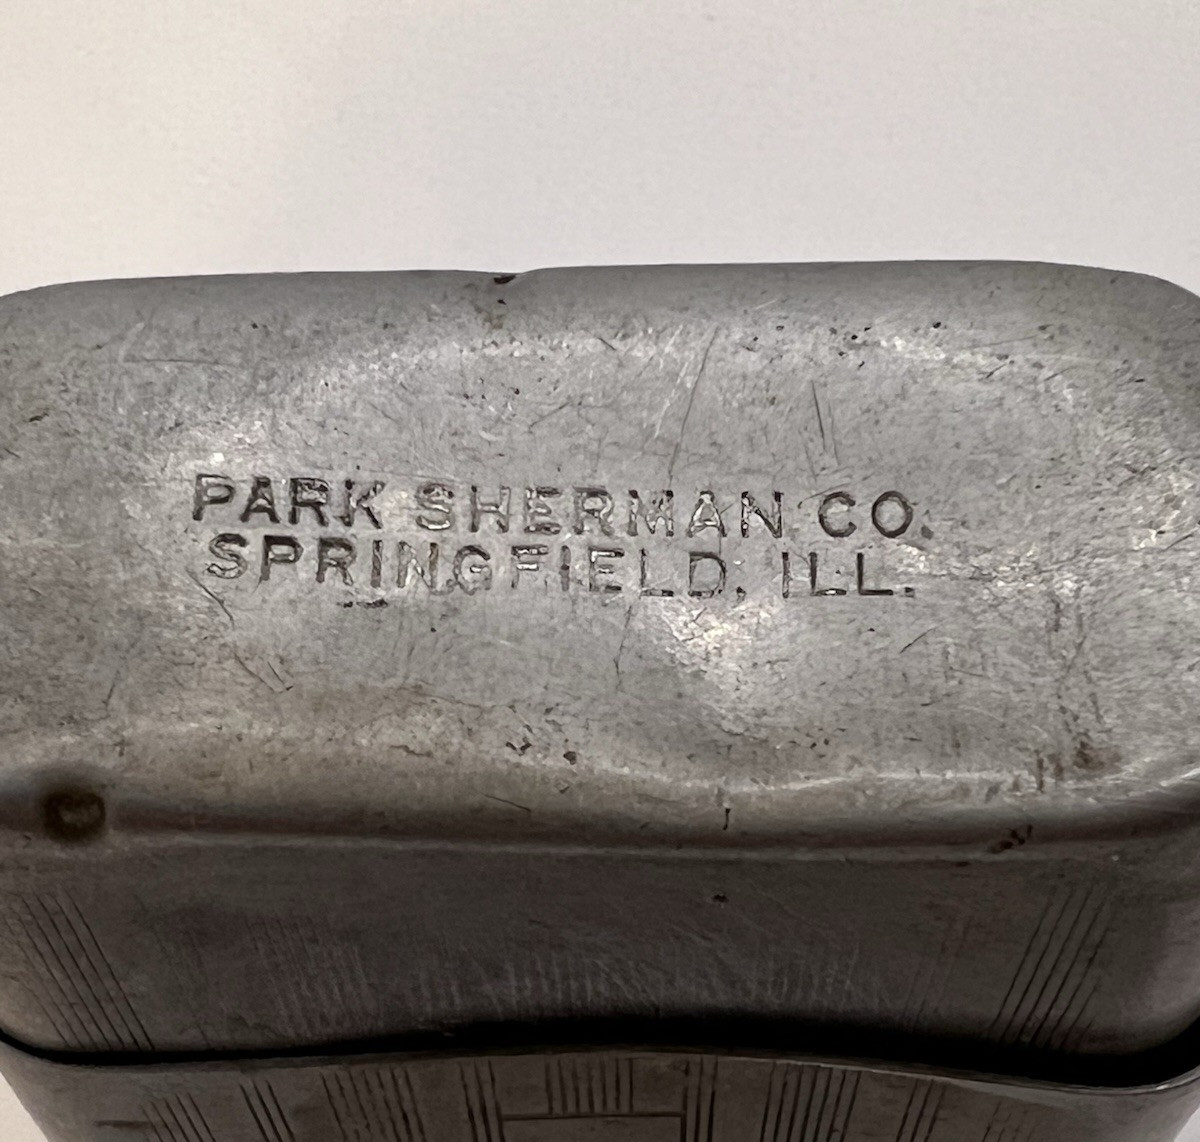 PARK SHERMAN CO.
SPRINGFIELD, ILL.